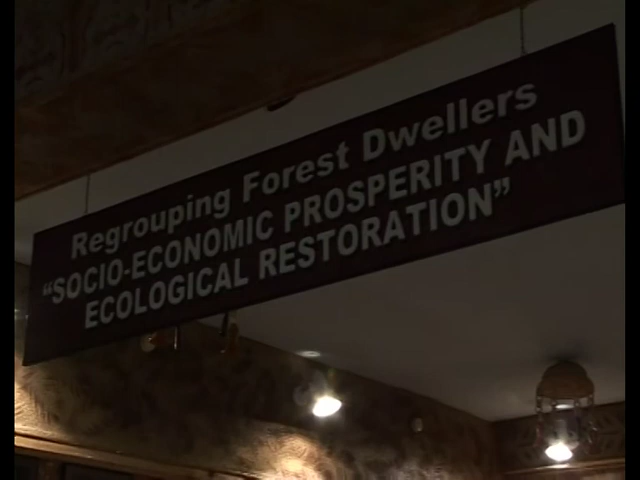 Regrouping Forest Dwellers
“SOCIO-ECONOMIC PROSPERITY AND
ECOLOGICAL RESTORATION”